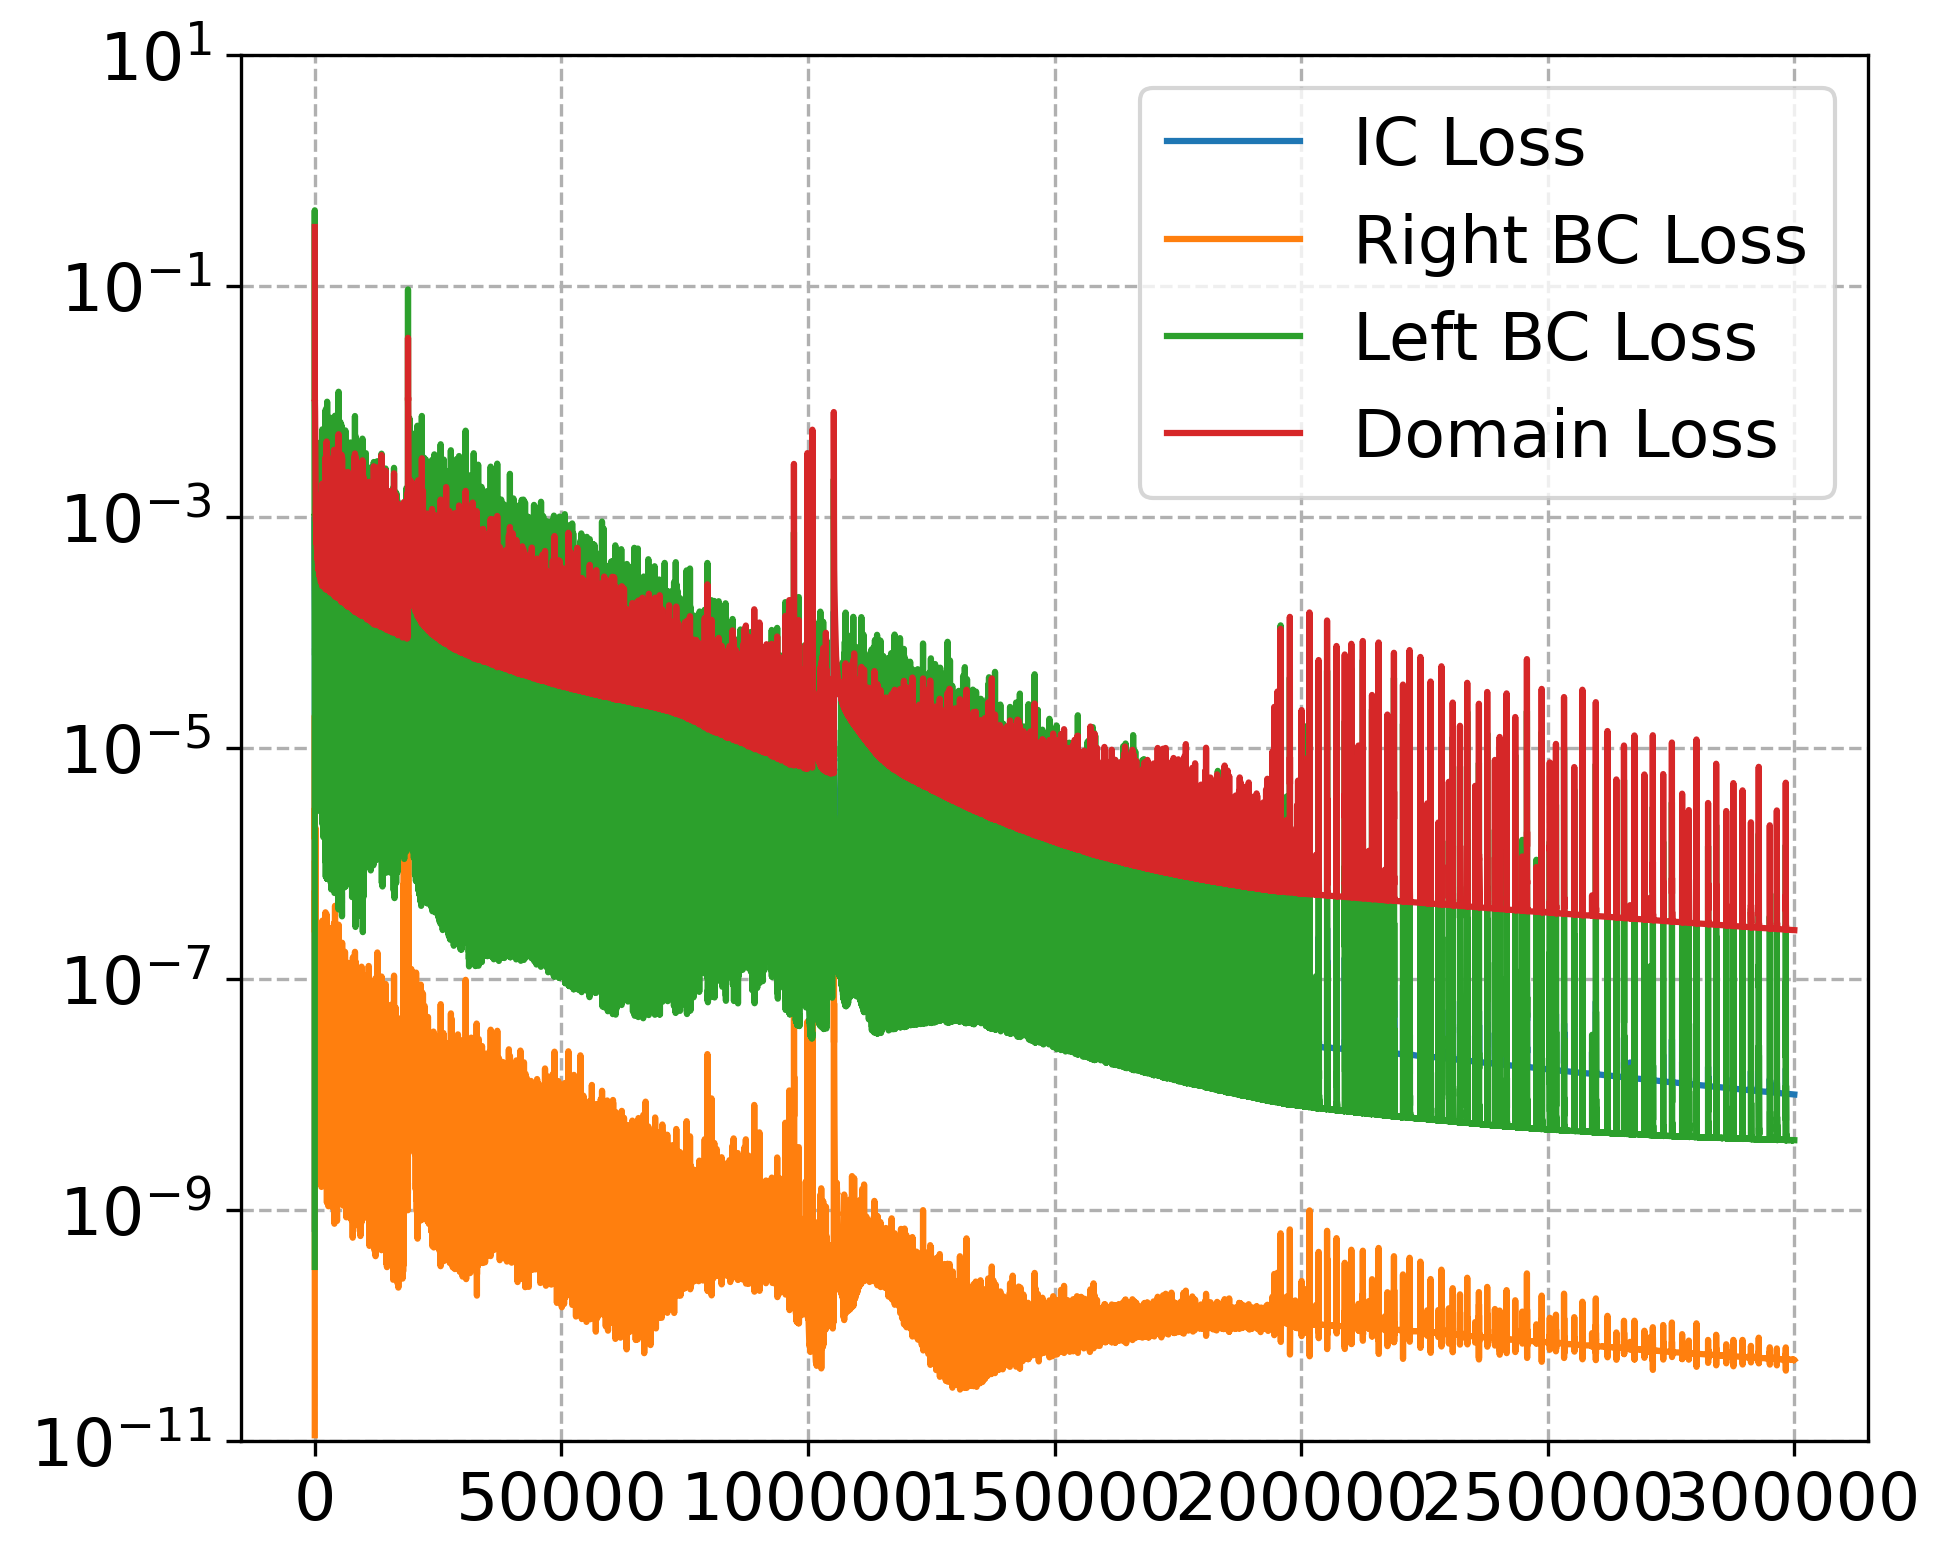 10^1
10^−1
10^−3
10^−5
10^−7
10^−9
10^−11
IC Loss
Right BC Loss
Left BC Loss
Domain Loss
0 50000 100000 150000 200000 250000 300000